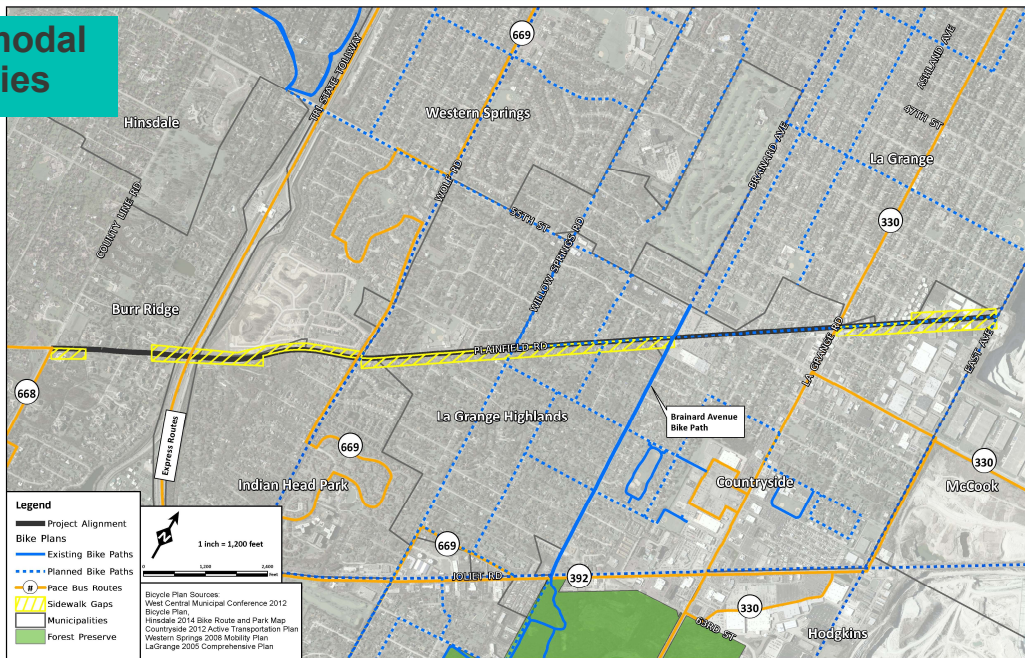 nodal
ies
669
TRI STATE TOLLWAY
Western Springs
Hinsdale
ASHLAND AVE
47TH ST
BRAINARD AVE
La Grange
WOLF RD
COUNTY LINE RD
55TH ST
WILLOW SPRINGS RD
330
Burr Ridge
PLAINFIELD RD
LA GRANGE RD
EAST AVE
668
Express Routes
La Grange Highlands
Brainard Avenue
Bike Path
669
330
Indian Head Park
Countryside
McCook
669
JOLIET RD
392
330
63RD ST
Hodgkins
Legend
Project Alignment
Bike Plans
Existing Bike Paths
Planned Bike Paths
# Pace Bus Routes
Sidewalk Gaps
Municipalities
Forest Preserve
N
1 inch = 1,200 feet
0 1,200 2,400
Feet
Bicycle Plan Sources:
West Central Municipal Conference 2012
Bicycle Plan,
Hinsdale 2014 Bike Route and Park Map
Countryside 2012 Active Transportation Plan
Western Springs 2008 Mobility Plan
LaGrange 2005 Comprehensive Plan